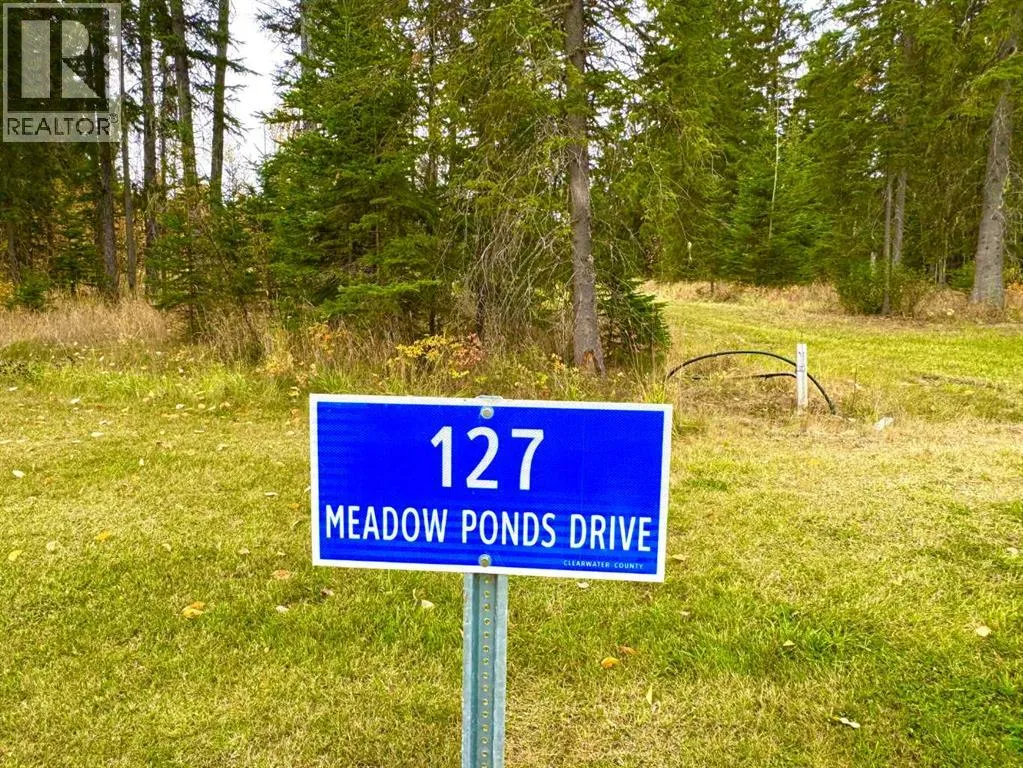 R
REALTOR®
127
MEADOW PONDS DRIVE
CLEARWATER COUNTY